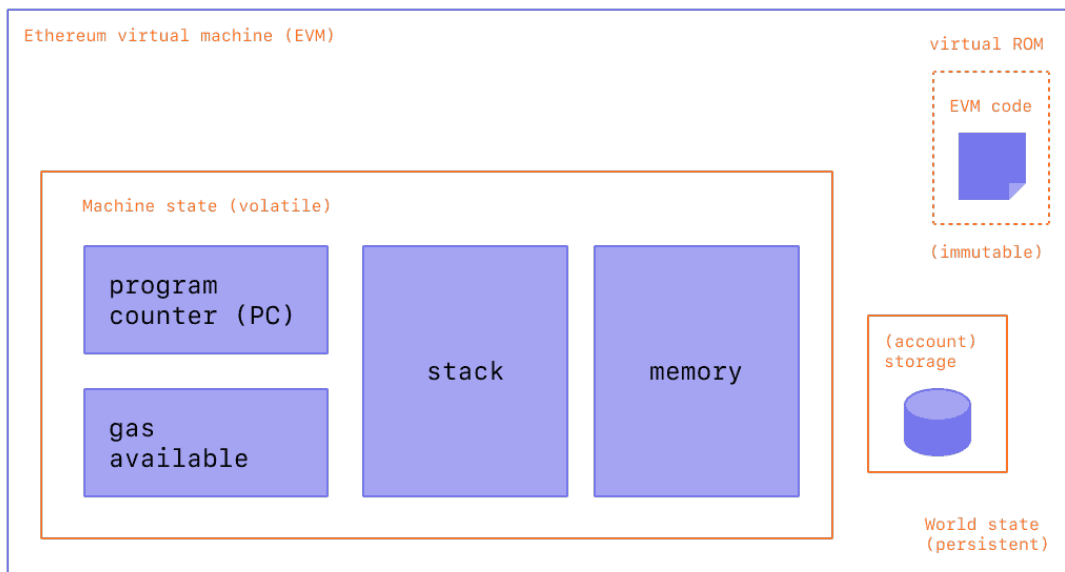 Ethereum virtual machine (EVM)
virtual ROM
EVM code
(immutable)
Machine state (volatile)
program
counter (PC)
gas
available
stack
memory
(account)
storage
World state
(persistent)